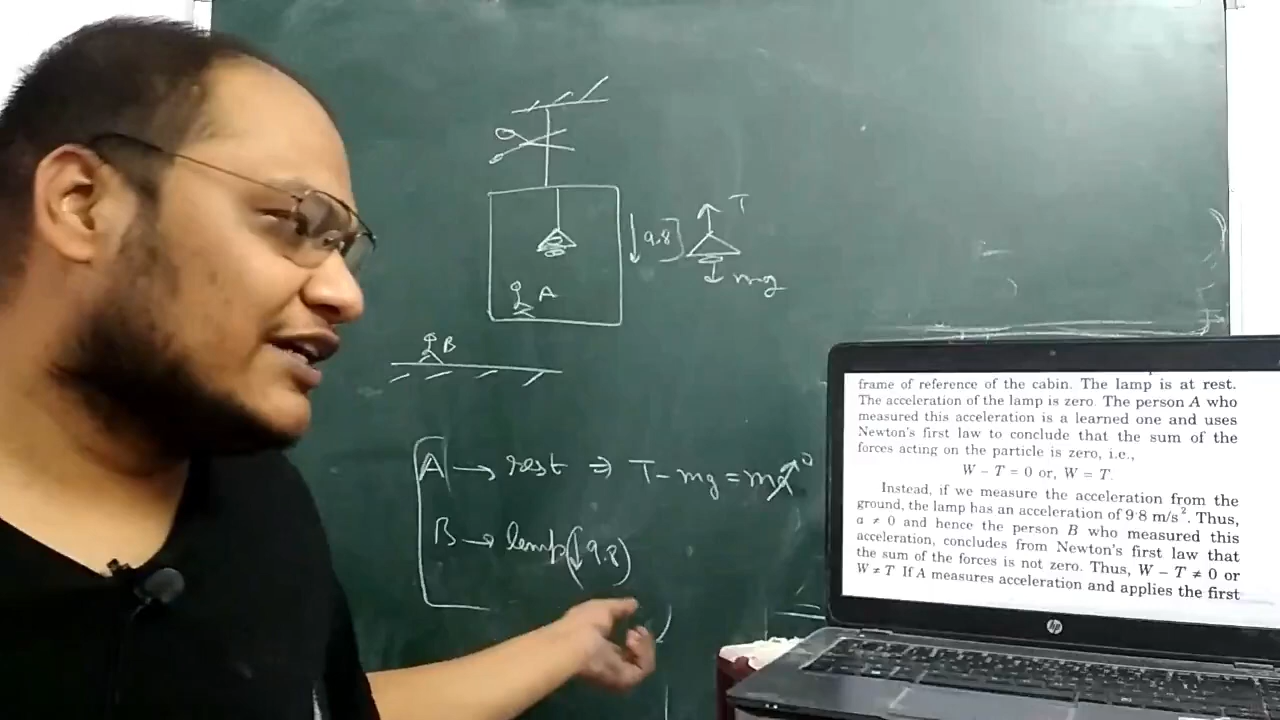 T
9.8
mg
A
B
A → rest ⇒ T - mg = ma 0
B → lamp (↓ 9.8)
frame of reference of the cabin. The lamp is at rest.
The acceleration of the lamp is zero. The person A who
measured this acceleration is a learned one and uses
Newton's first law to conclude that the sum of the
forces acting on the particle is zero, i.e.,
W – T = 0 or, W = T.
Instead, if we measure the acceleration from the
ground, the lamp has an acceleration of 9·8 m/s². Thus,
a ≠ 0 and hence the person B who measured this
acceleration, concludes from Newton's first law that
the sum of the forces is not zero. Thus, W – T ≠ 0 or
W ≠ T If A measures acceleration and applies the first
hp